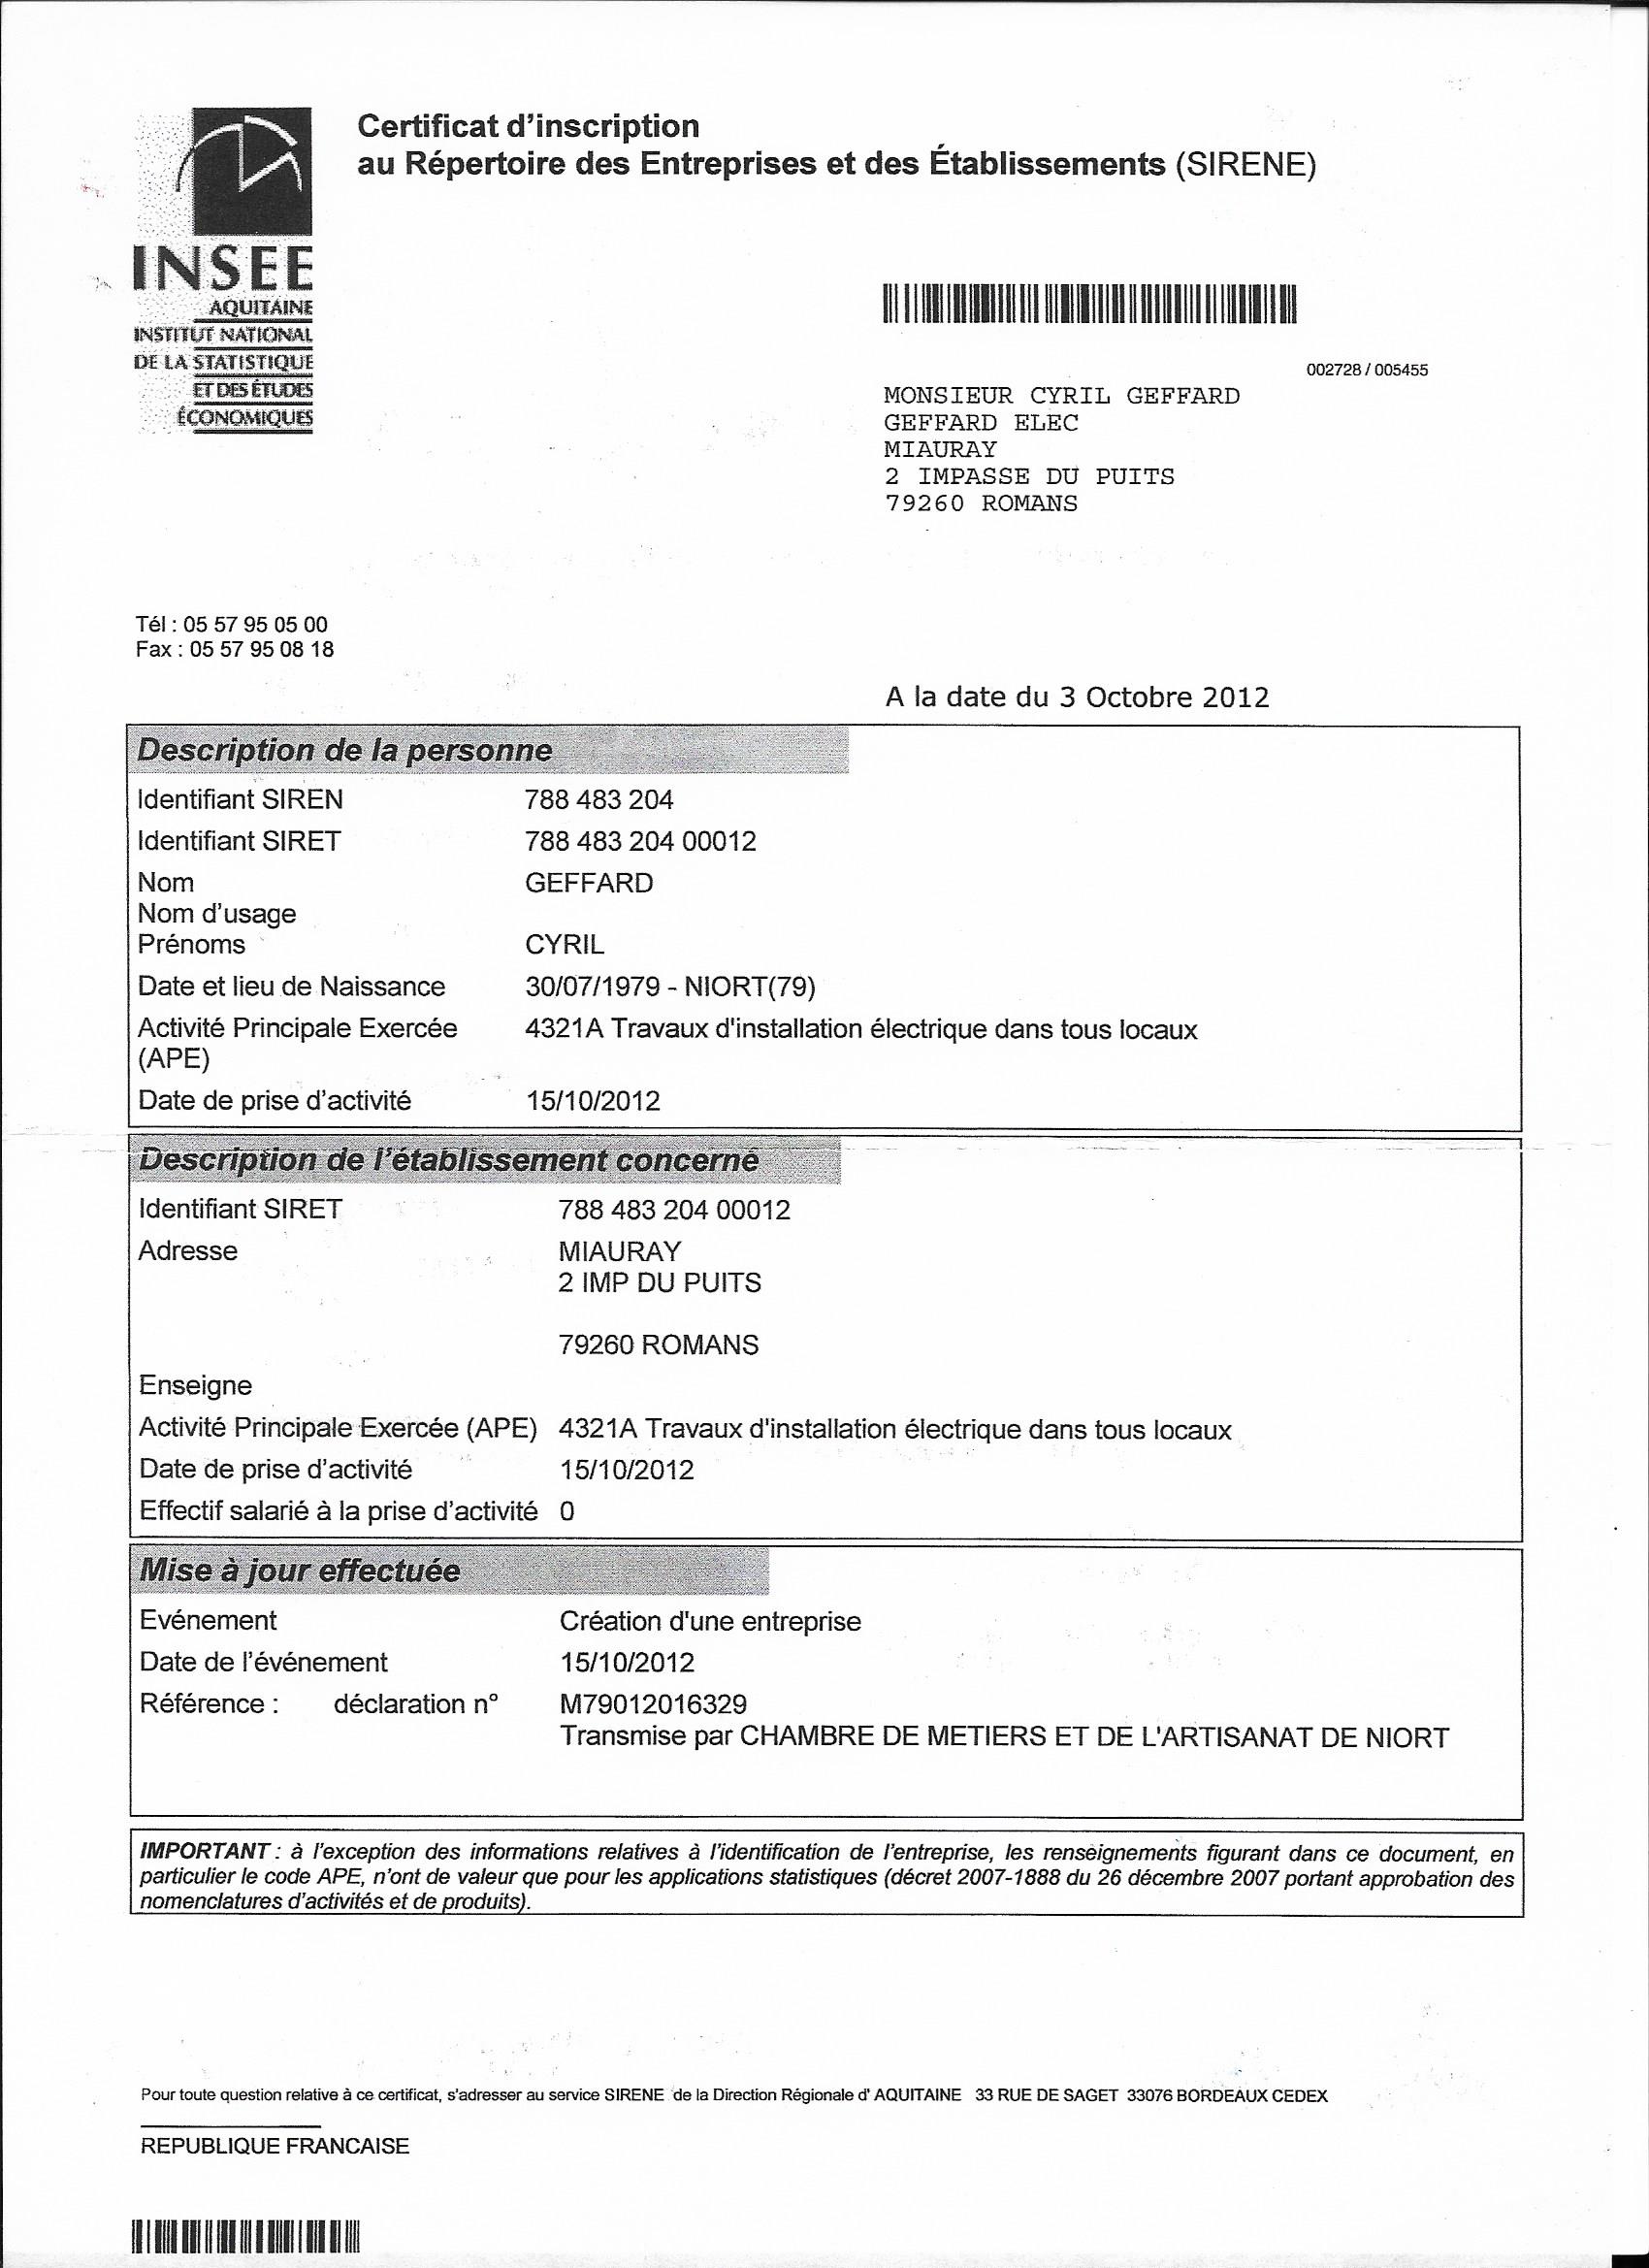 Certificat d'inscription
au Répertoire des Entreprises et des Établissements (SIRENE)
INSEE
AQUITAINE
INSTITUT NATIONAL
DE LA STATISTIQUE
ET DES ÉTUDES
ÉCONOMIQUES
002728 / 005455
MONSIEUR CYRIL GEFFARD
GEFFARD ELEC
MIAURAY
2 IMPASSE DU PUITS
79260 ROMANS
Tél : 05 57 95 05 00
Fax : 05 57 95 08 18
A la date du 3 Octobre 2012
Description de la personne
Identifiant SIREN 788 483 204
Identifiant SIRET 788 483 204 00012
Nom GEFFARD
Nom d'usage
Prénoms CYRIL
Date et lieu de Naissance 30/07/1979 - NIORT(79)
Activité Principale Exercée 4321A Travaux d'installation électrique dans tous locaux
(APE)
Date de prise d'activité 15/10/2012
Description de l'établissement concerné
Identifiant SIRET 788 483 204 00012
Adresse MIAURAY
2 IMP DU PUITS
79260 ROMANS
Enseigne
Activité Principale Exercée (APE) 4321A Travaux d'installation électrique dans tous locaux
Date de prise d'activité 15/10/2012
Effectif salarié à la prise d'activité 0
Mise à jour effectuée
Evénement Création d'une entreprise
Date de l'événement 15/10/2012
Référence : déclaration n° M79012016329
Transmise par CHAMBRE DE METIERS ET DE L'ARTISANAT DE NIORT
IMPORTANT : à l'exception des informations relatives à l'identification de l'entreprise, les renseignements figurant dans ce document, en
particulier le code APE, n'ont de valeur que pour les applications statistiques (décret 2007-1888 du 26 décembre 2007 portant approbation des
nomenclatures d'activités et de produits).
Pour toute question relative à ce certificat, s'adresser au service SIRENE de la Direction Régionale d' AQUITAINE 33 RUE DE SAGET 33076 BORDEAUX CEDEX
REPUBLIQUE FRANCAISE